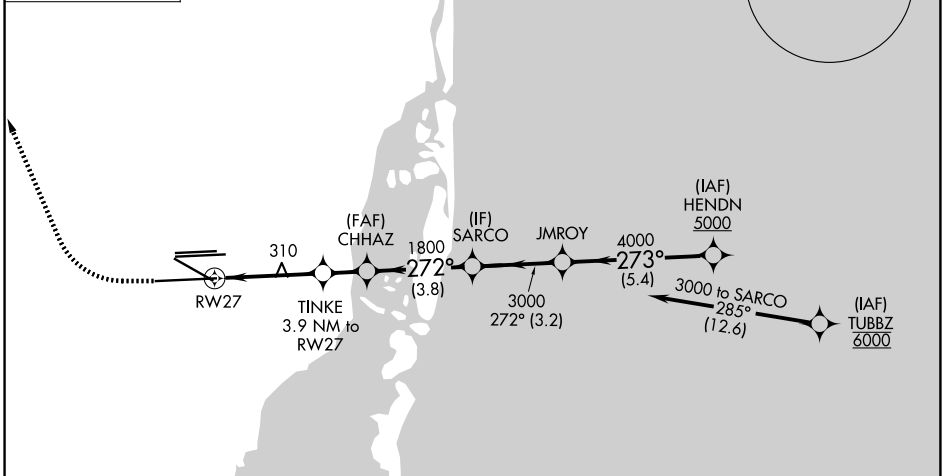 (IAF)
HENDN
5000
(FAF)
CHHAZ
(IF)
SARCO
JMROY
310
1800
272°
(3.8)
4000
273°
(5.4)
RW27
TINKE
3.9 NM to
RW27
3000
272° (3.2)
3000 to SARCO
285°
(12.6)
(IAF)
TUBBZ
6000